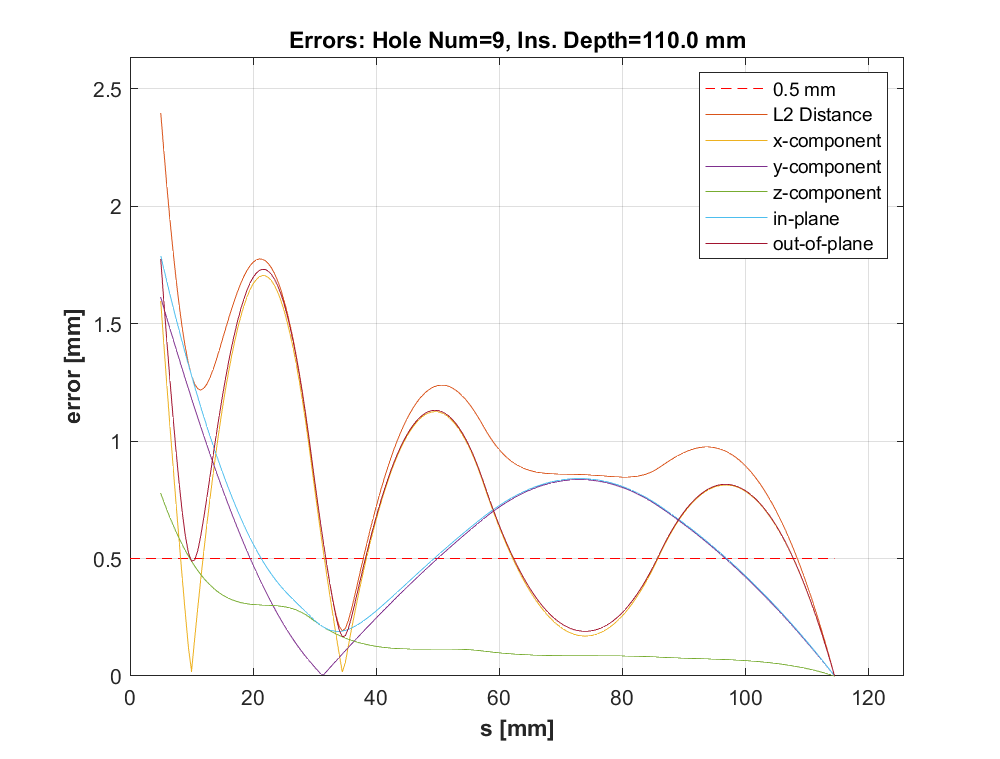 Errors: Hole Num=9, Ins. Depth=110.0 mm
0.5 mm
L2 Distance
x-component
y-component
z-component
in-plane
out-of-plane
error [mm]
2.5
2
1.5
1
0.5
0
0 20 40 60 80 100 120
s [mm]